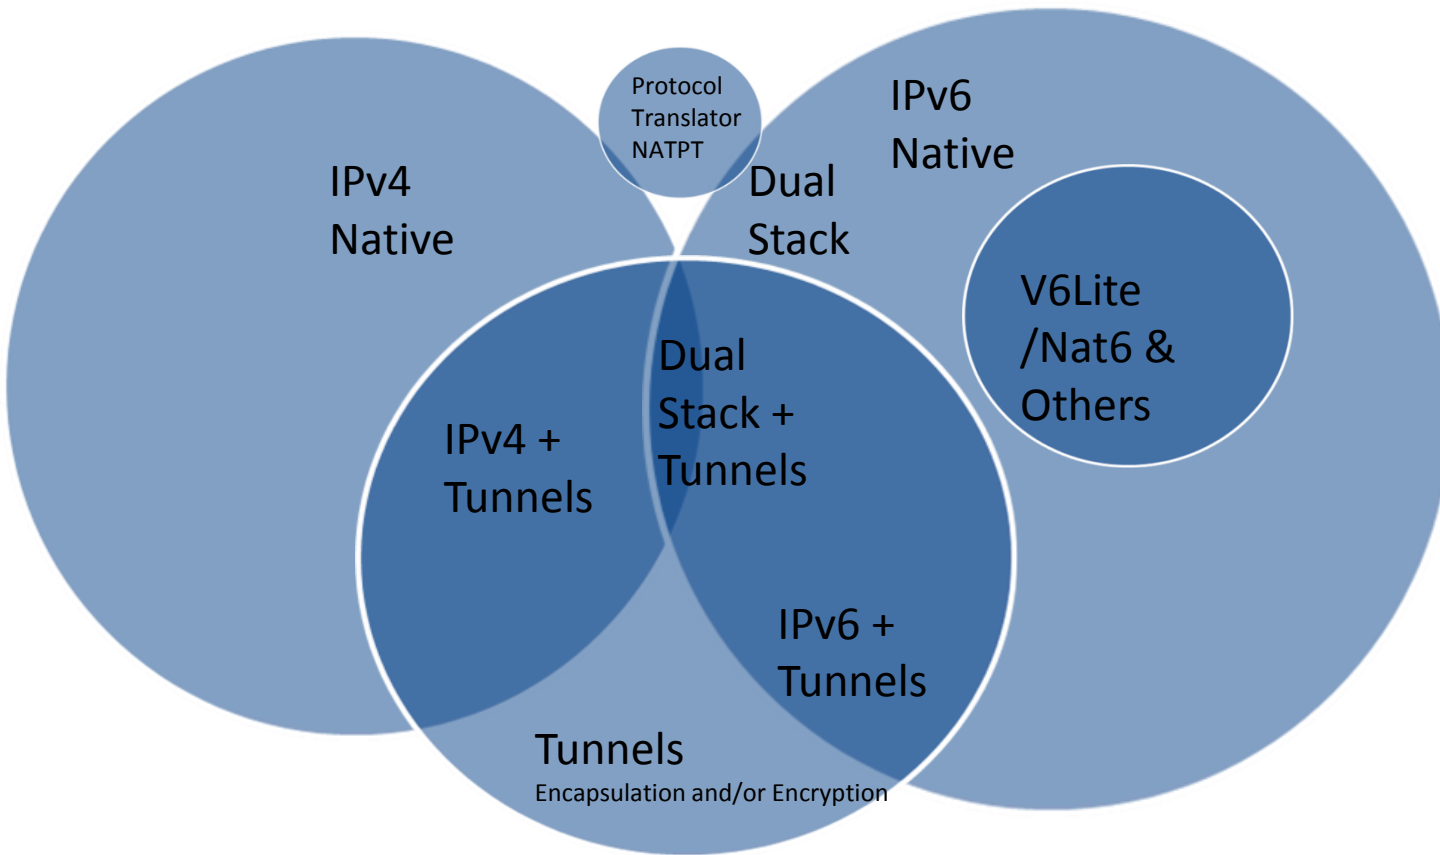 Protocol
Translator
NATPT
IPv6
Native
IPv4
Native
Dual
Stack
V6Lite
/Nat6 &
Others
Dual
Stack +
Tunnels
IPv4 +
Tunnels
IPv6 +
Tunnels
Tunnels
Encapsulation and/or Encryption